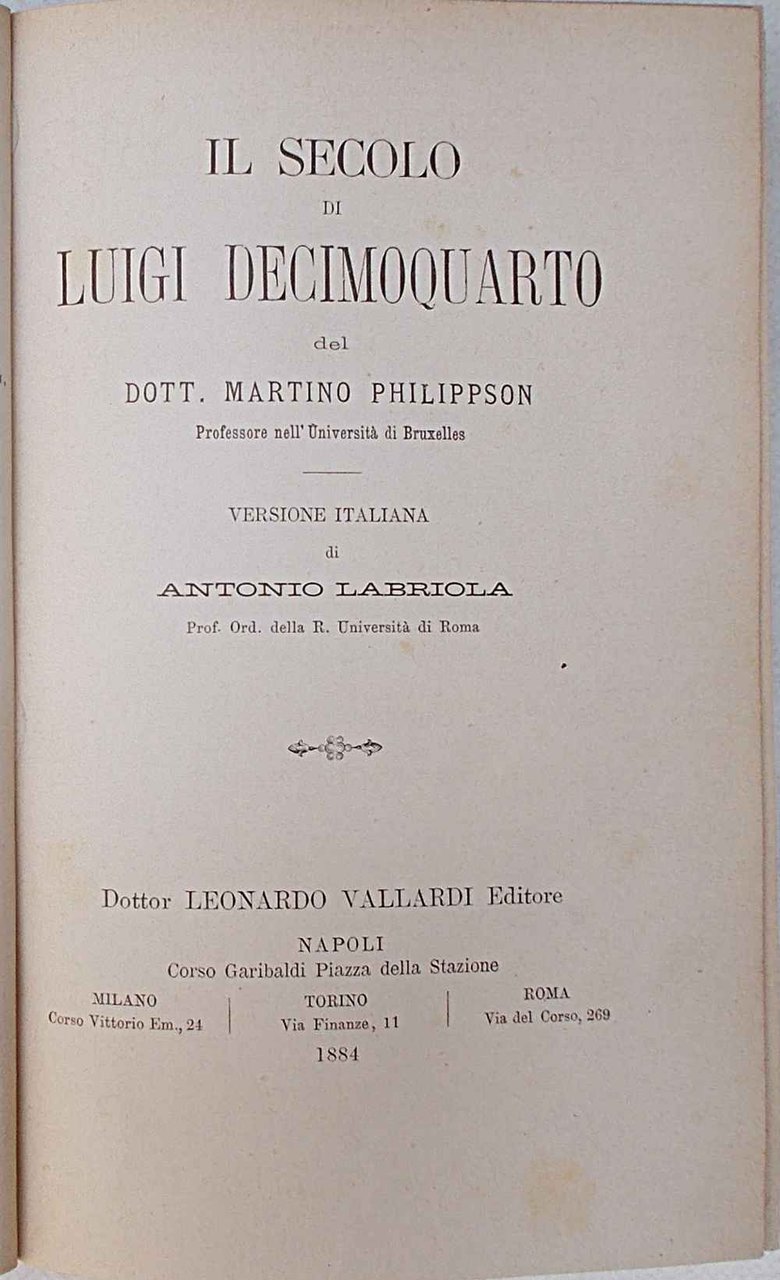 IL SECOLO
DI
LUIGI DECIMOQUARTO
del
DOTT. MARTINO PHILIPPSON
Professore nell' Università di Bruxelles
VERSIONE ITALIANA
di
ANTONIO LABRIOLA
Prof. Ord. della R. Università di Roma
Dottor LEONARDO VALLARDI Editore
NAPOLI
Corso Garibaldi Piazza della Stazione
MILANO
Corso Vittorio Em., 24
TORINO
Via Finanze, 11
ROMA
Via del Corso, 269
1884